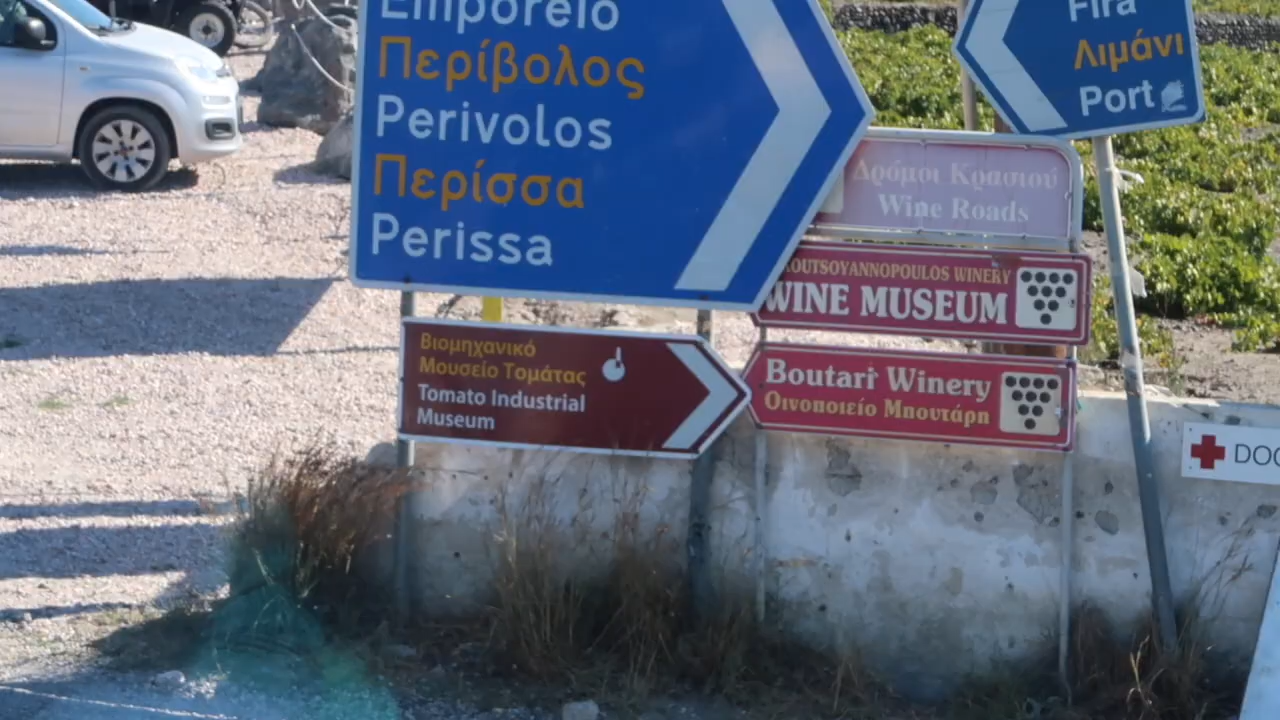 Emporeio
Περίβολος
Perivolos
Περίσσα
Perissa
Fira
Λιμάνι
Port
Δρόμοι Κρασιού
Wine Roads
OUTSOYANNOPOULOS WINERY
WINE MUSEUM
Boutari Winery
Οινοποιείο Μπουτάρη
Βιομηχανικό
Μουσείο Τομάτας
Tomato Industrial
Museum
DOC